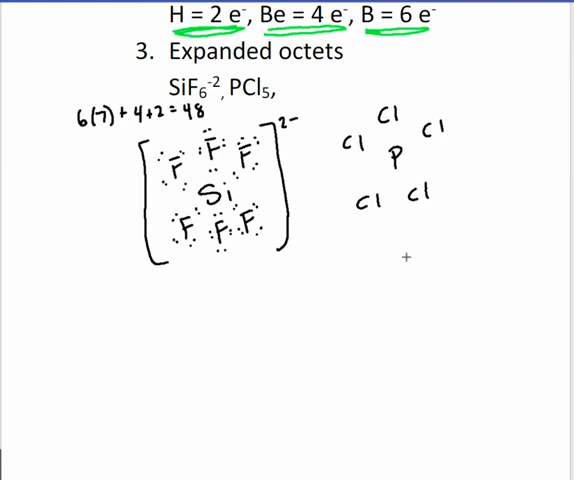 H = 2 e⁻, Be = 4 e⁻, B = 6 e⁻
3. Expanded octets
SiF₆⁻², PCl₅,
6(7) + 4 + 2 = 48
2-
F F F
Si
F F F
Cl
Cl Cl
P
Cl Cl